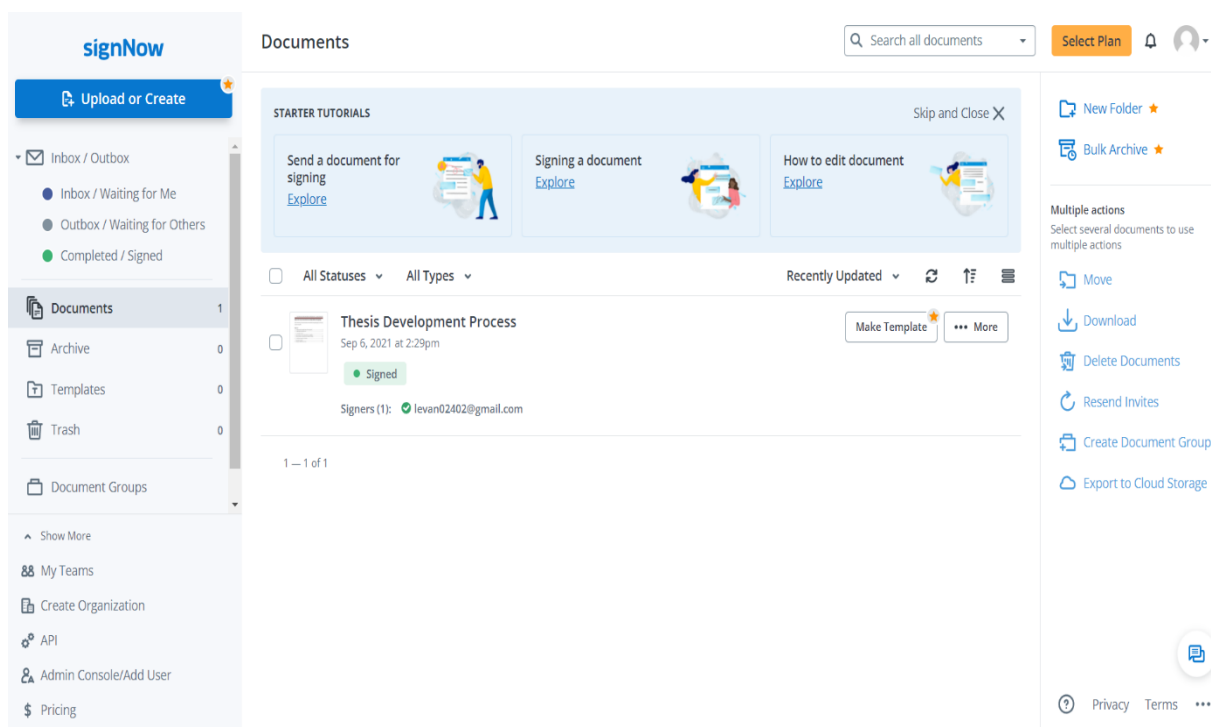 signNow
Documents
Search all documents
Select Plan
Upload or Create
Inbox / Outbox
Inbox / Waiting for Me
Outbox / Waiting for Others
Completed / Signed
Documents 1
Archive 0
Templates 0
Trash 0
Document Groups
Show More
My Teams
Create Organization
API
Admin Console/Add User
$ Pricing
STARTER TUTORIALS
Skip and Close
Send a document for
signing
Explore
Signing a document
Explore
How to edit document
Explore
All Statuses
All Types
Recently Updated
Thesis Development Process
Sep 6, 2021 at 2:29pm
Signed
Signers (1): levan02402@gmail.com
Make Template
••• More
1 — 1 of 1
New Folder
Bulk Archive
Multiple actions
Select several documents to use
multiple actions
Move
Download
Delete Documents
Resend Invites
Create Document Group
Export to Cloud Storage
? Privacy Terms •••